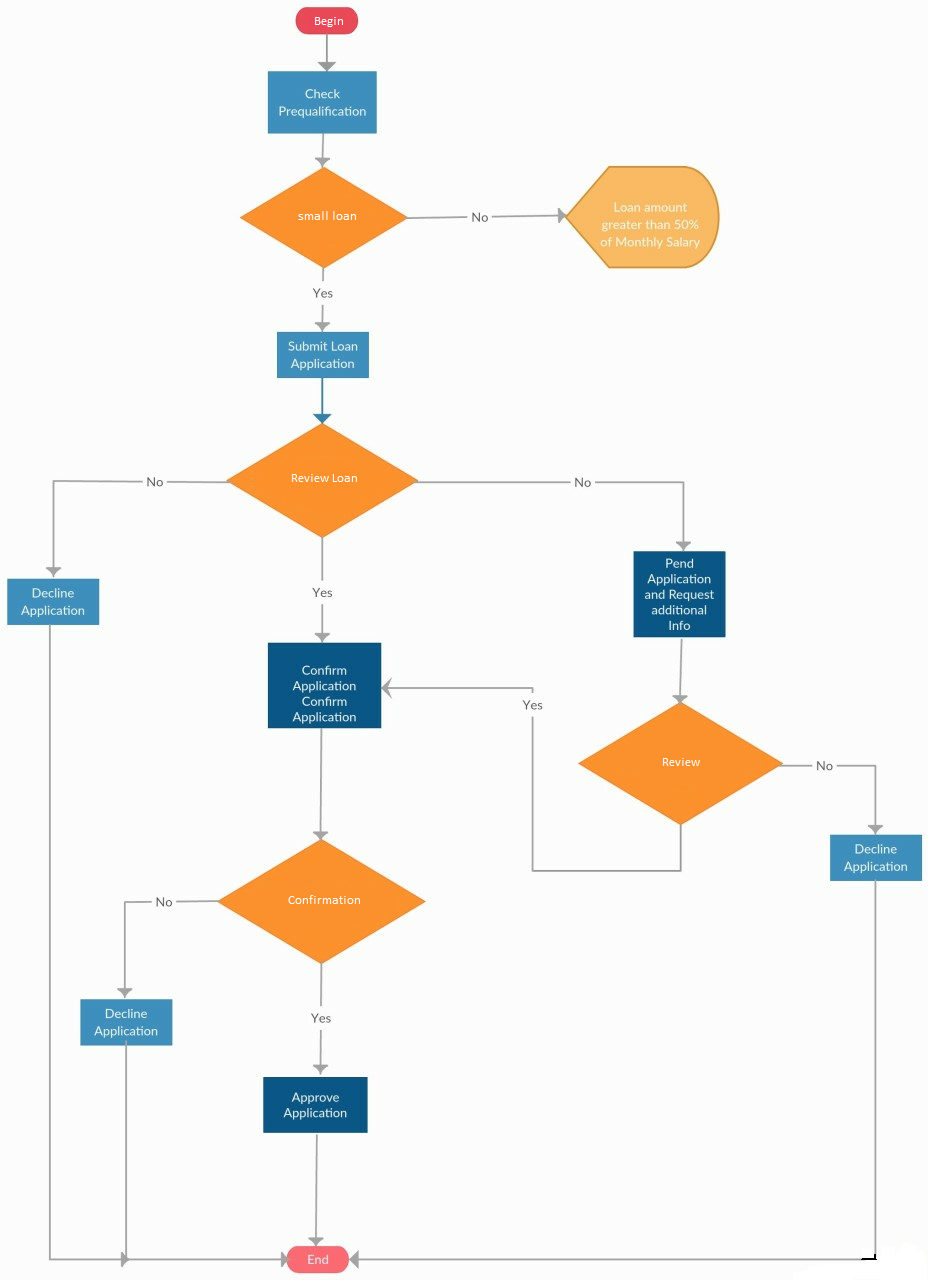 Begin
Check
Prequalification
small loan
No
Loan amount
greater than 50%
of Monthly Salary
Yes
Submit Loan
Application
Review Loan
No
No
Decline
Application
Yes
Pend
Application
and Request
additional
Info
Confirm
Application
Confirm
Application
Yes
Review
No
Decline
Application
Confirmation
No
Decline
Application
Yes
Approve
Application
End